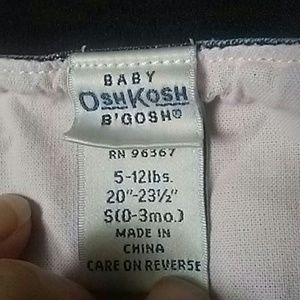 BABY
OSHKOSH
B'GOSH®
RN 96367
5-12lbs.
20"-23½"
S(0-3mo.)
MADE IN
CHINA
CARE ON REVERSE